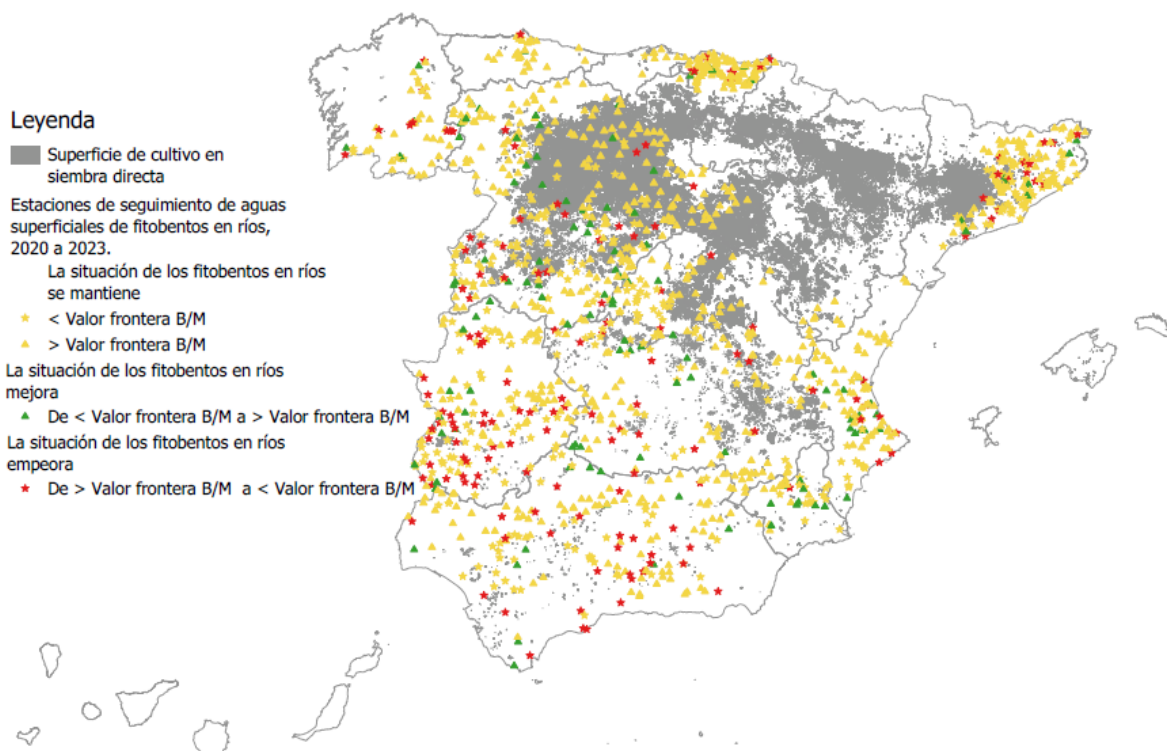 Leyenda
Superficie de cultivo en
siembra directa
Estaciones de seguimiento de aguas
superficiales de fitobentos en ríos,
2020 a 2023.
La situación de los fitobentos en ríos
se mantiene
< Valor frontera B/M
> Valor frontera B/M
La situación de los fitobentos en ríos
mejora
De < Valor frontera B/M a > Valor frontera B/M
La situación de los fitobentos en ríos
empeora
De > Valor frontera B/M a < Valor frontera B/M